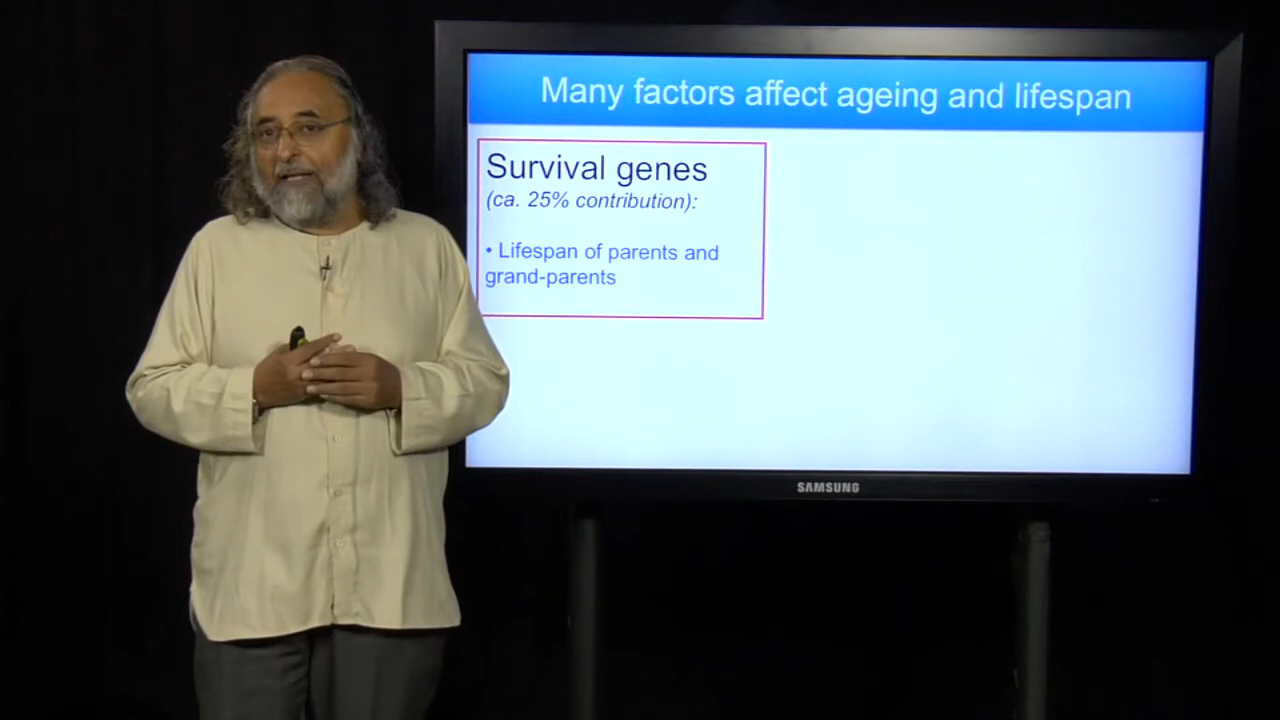 Many factors affect ageing and lifespan
Survival genes
(ca. 25% contribution):
• Lifespan of parents and
grand-parents
SAMSUNG